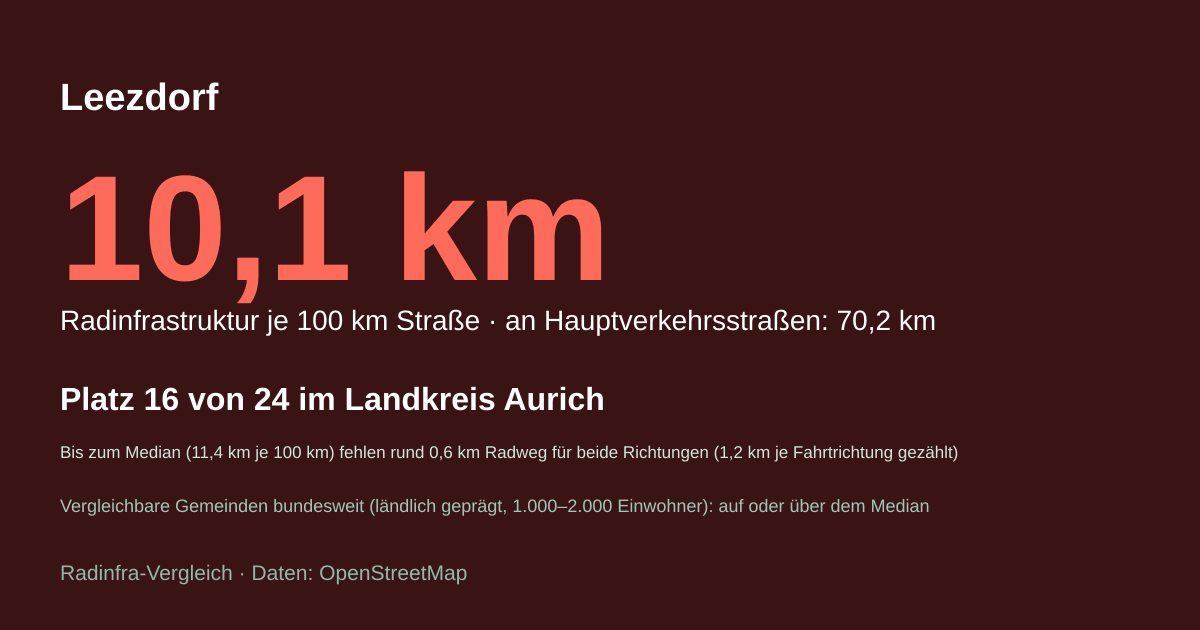 Leezdorf
10,1 km
Radinfrastruktur je 100 km Straße · an Hauptverkehrsstraßen: 70,2 km
Platz 16 von 24 im Landkreis Aurich
Bis zum Median (11,4 km je 100 km) fehlen rund 0,6 km Radweg für beide Richtungen (1,2 km je Fahrtrichtung gezählt)
Vergleichbare Gemeinden bundesweit (ländlich geprägt, 1.000–2.000 Einwohner): auf oder über dem Median
Radinfra-Vergleich · Daten: OpenStreetMap